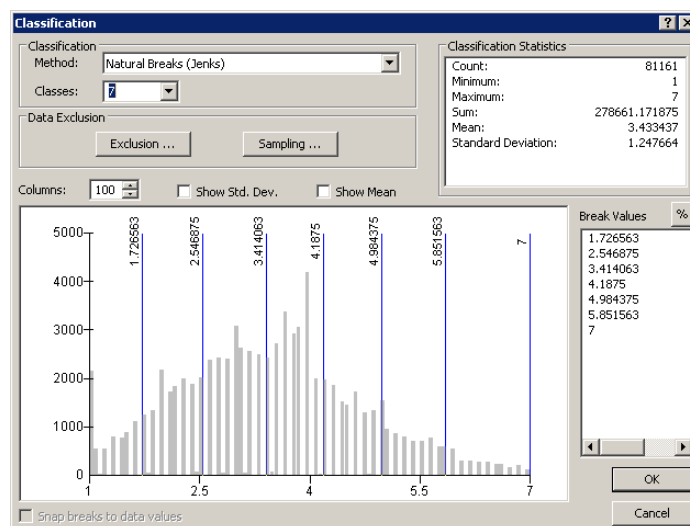 Classification
Classification
Method: Natural Breaks (Jenks)
Classes: 7
Data Exclusion
Exclusion ... Sampling ...
Classification Statistics
Count: 81161
Minimum: 1
Maximum: 7
Sum: 278661.171875
Mean: 3.433437
Standard Deviation: 1.247664
Columns: 100 Show Std. Dev. Show Mean
Break Values %
1.726563
2.546875
3.414063
4.1875
4.984375
5.851563
7
5000
4000
3000
2000
1000
0
1.726563 2.546875 3.414063 4.1875 4.984375 5.851563 7
1 2.5 4 5.5 7
Snap breaks to data values
OK
Cancel